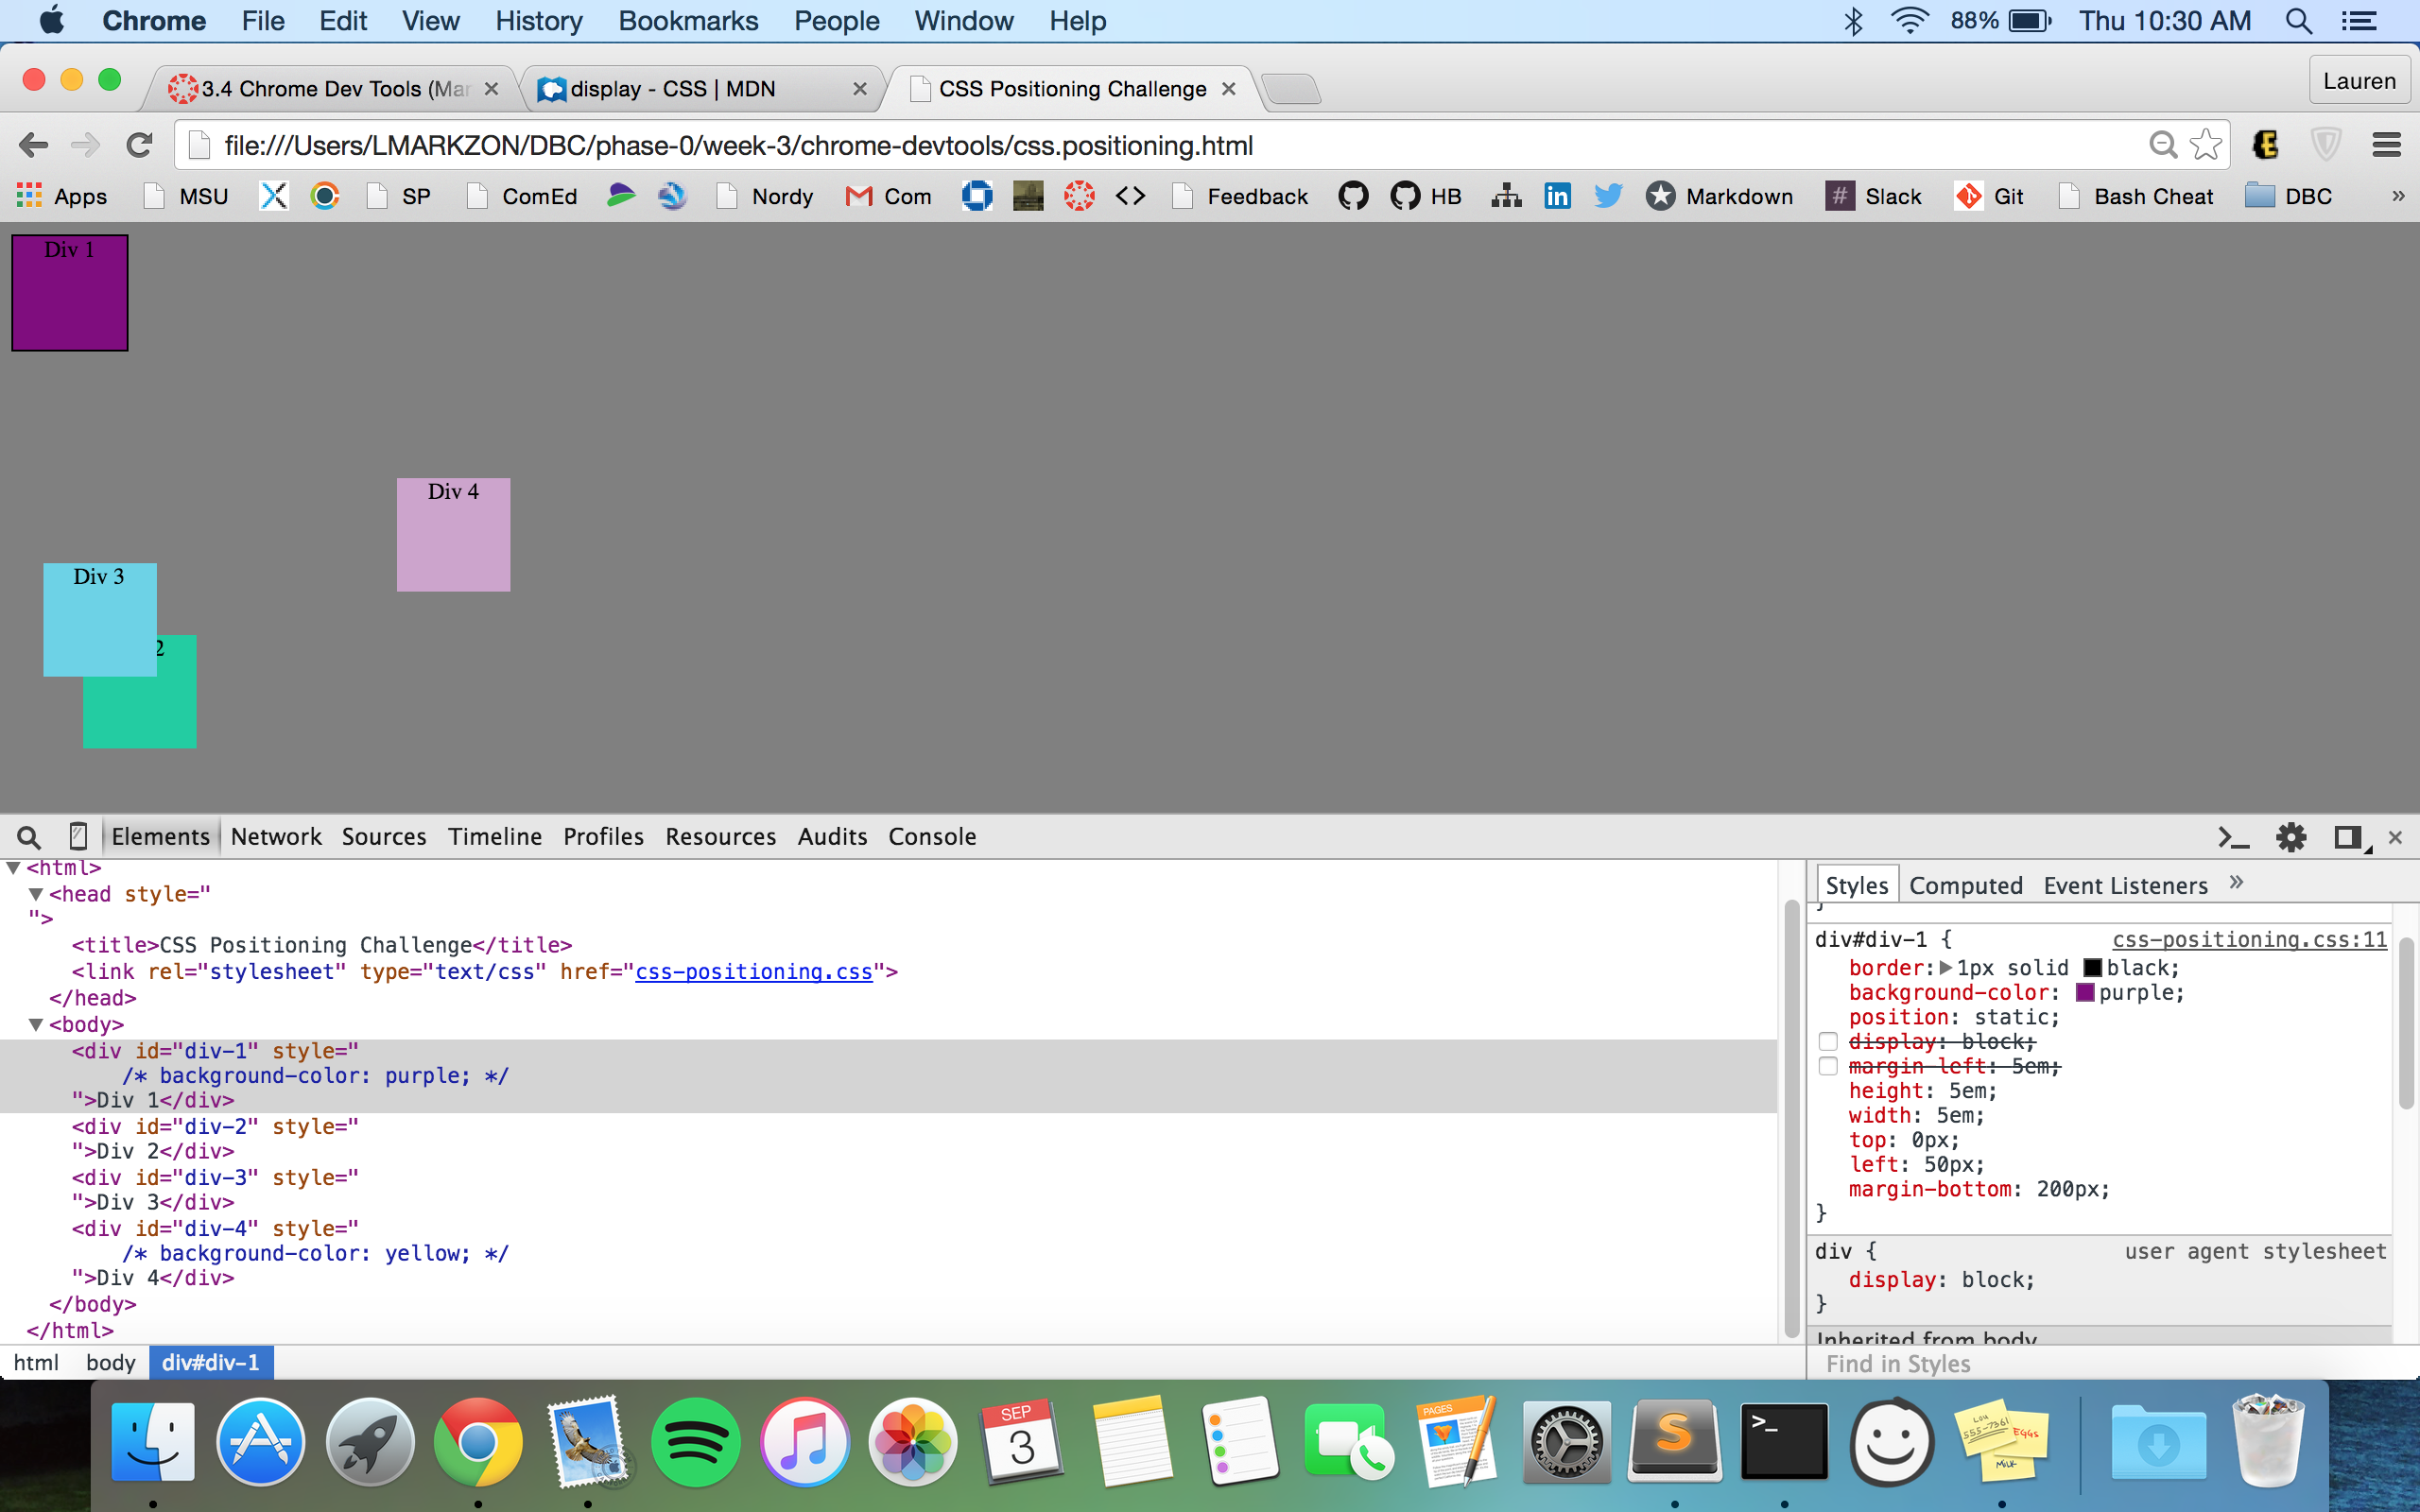 Chrome File Edit View History Bookmarks People Window Help 88% Thu 10:30 AM
3.4 Chrome Dev Tools (Mar display - CSS | MDN CSS Positioning Challenge Lauren
file:///Users/LMARKZON/DBC/phase-0/week-3/chrome-devtools/css.positioning.html
Apps MSU SP ComEd Nordy Com Feedback HB Markdown # Slack Git Bash Cheat DBC »
Div 1
Div 4
Div 3
2
Elements Network Sources Timeline Profiles Resources Audits Console
<html>
<head style="
">
<title>CSS Positioning Challenge</title>
<link rel="stylesheet" type="text/css" href="css-positioning.css">
</head>
<body>
<div id="div-1" style="
/* background-color: purple; */
">Div 1</div>
<div id="div-2" style="
">Div 2</div>
<div id="div-3" style="
">Div 3</div>
<div id="div-4" style="
/* background-color: yellow; */
">Div 4</div>
</body>
</html>
html body div#div-1
Styles Computed Event Listeners »
}
div#div-1 { css-positioning.css:11
border: 1px solid black;
background-color: purple;
position: static;
display: block;
margin-left: 5em;
height: 5em;
width: 5em;
top: 0px;
left: 50px;
margin-bottom: 200px;
}
div { user agent stylesheet
display: block;
}
Inherited from body
Find in Styles
SEP
3
PAGES
S
>_
Lou
555-7361
EGGS
MILK